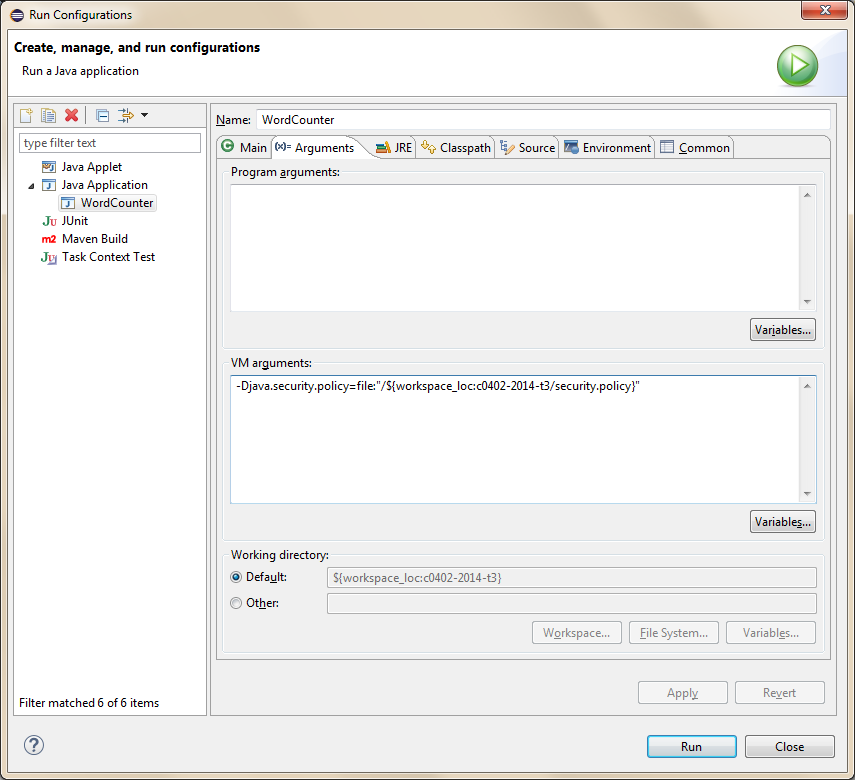 Run Configurations
Create, manage, and run configurations
Run a Java application
type filter text
Java Applet
Java Application
WordCounter
JUnit
m2 Maven Build
Task Context Test
Filter matched 6 of 6 items
Name: WordCounter
Main (x)= Arguments JRE Classpath Source Environment Common
Program arguments:
Variables...
VM arguments:
-Djava.security.policy=file:"/${workspace_loc:c0402-2014-t3/security.policy}"
Variables...
Working directory:
Default: ${workspace_loc:c0402-2014-t3}
Other:
Workspace... File System... Variables...
Apply Revert
Run Close